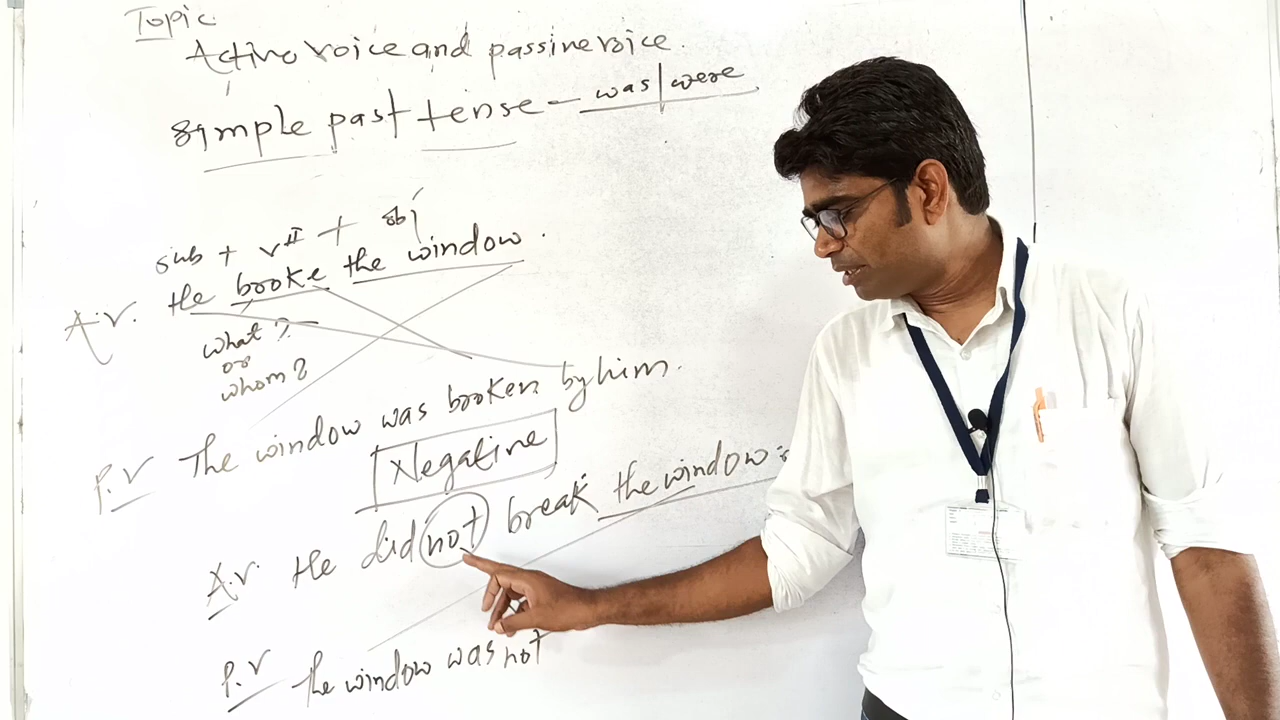 Topic
Active voice and passive voice.
Simple past tense – was/were
sub + vII + obj
A.V. He broke the window.
what?
or
whom?
P.V The window was broken by him.
Negative
A.V. He did not break the window.
P.V The window was not